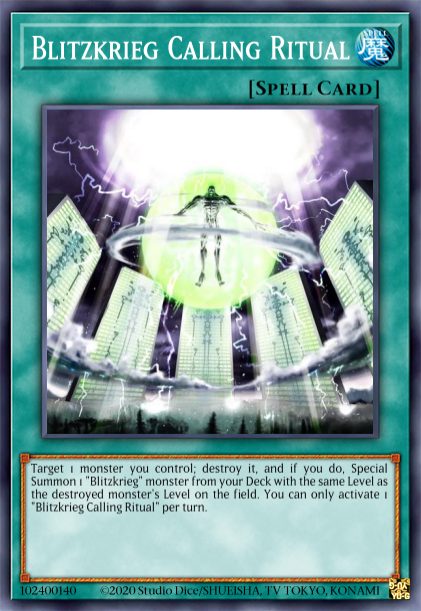 Blitzkrieg Calling Ritual
SPELL
魔
[Spell Card]
Target 1 monster you control; destroy it, and if you do, Special
Summon 1 "Blitzkrieg" monster from your Deck with the same Level as
the destroyed monster's Level on the field. You can only activate 1
"Blitzkrieg Calling Ritual" per turn.
102400140 ©2020 Studio Dice/SHUEISHA, TV TOKYO, KONAMI